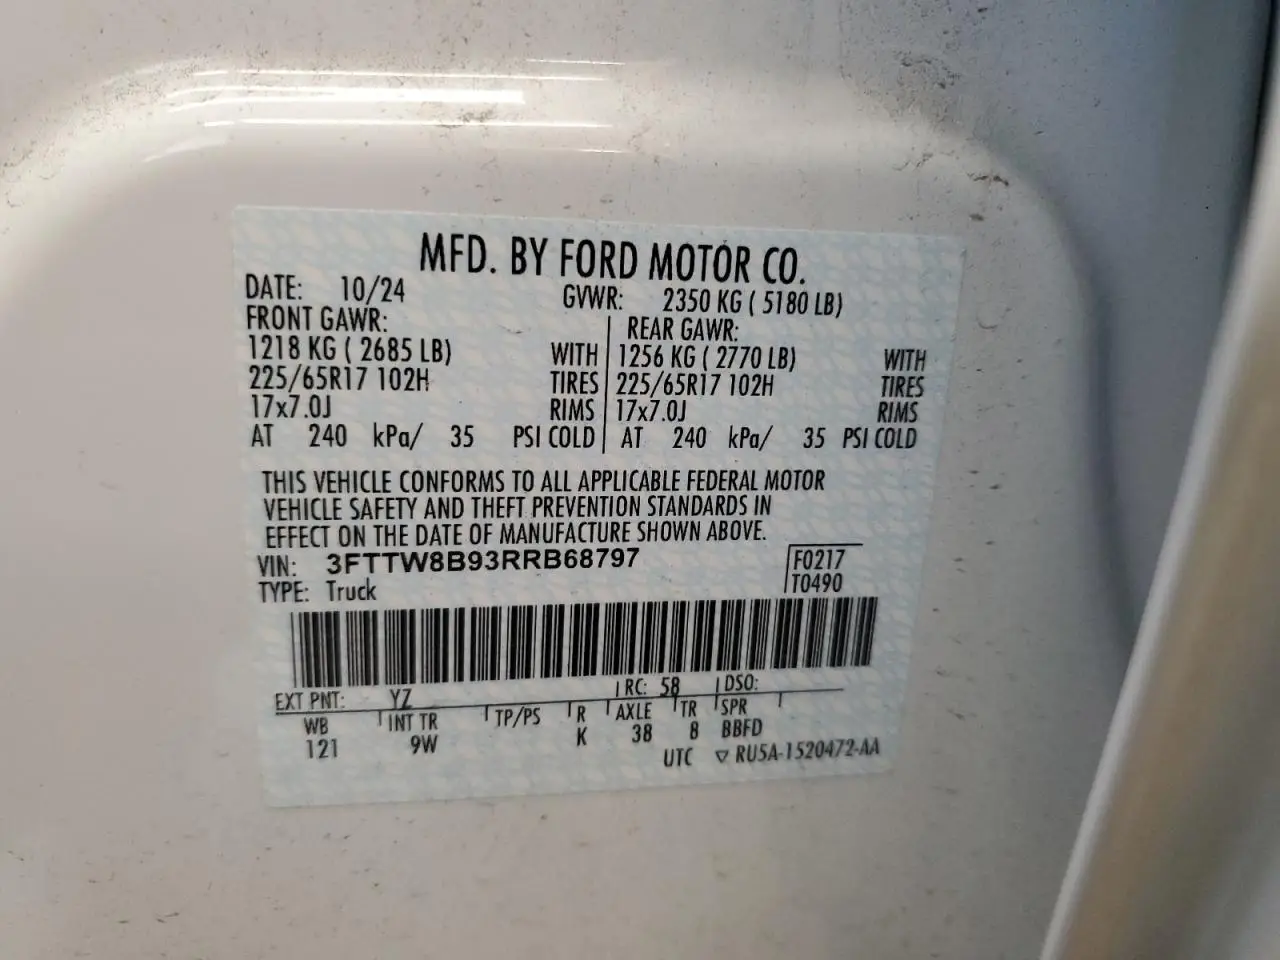 MFD. BY FORD MOTOR CO.
DATE: 10/24 GVWR: 2350 KG ( 5180 LB)
FRONT GAWR: REAR GAWR:
1218 KG ( 2685 LB) WITH 1256 KG ( 2770 LB) WITH
225/65R17 102H TIRES 225/65R17 102H TIRES
17x7.0J RIMS 17x7.0J RIMS
AT 240 kPa/ 35 PSI COLD AT 240 kPa/ 35 PSI COLD
THIS VEHICLE CONFORMS TO ALL APPLICABLE FEDERAL MOTOR
VEHICLE SAFETY AND THEFT PREVENTION STANDARDS IN
EFFECT ON THE DATE OF MANUFACTURE SHOWN ABOVE.
VIN: 3FTTW8B93RRB68797 F0217
TYPE: Truck T0490
EXT PNT: YZ RC: 58 DSO:
WB INT TR TP/PS R AXLE TR SPR
121 9W K 38 8 BBFD
UTC ▽ RU5A-1520472-AA